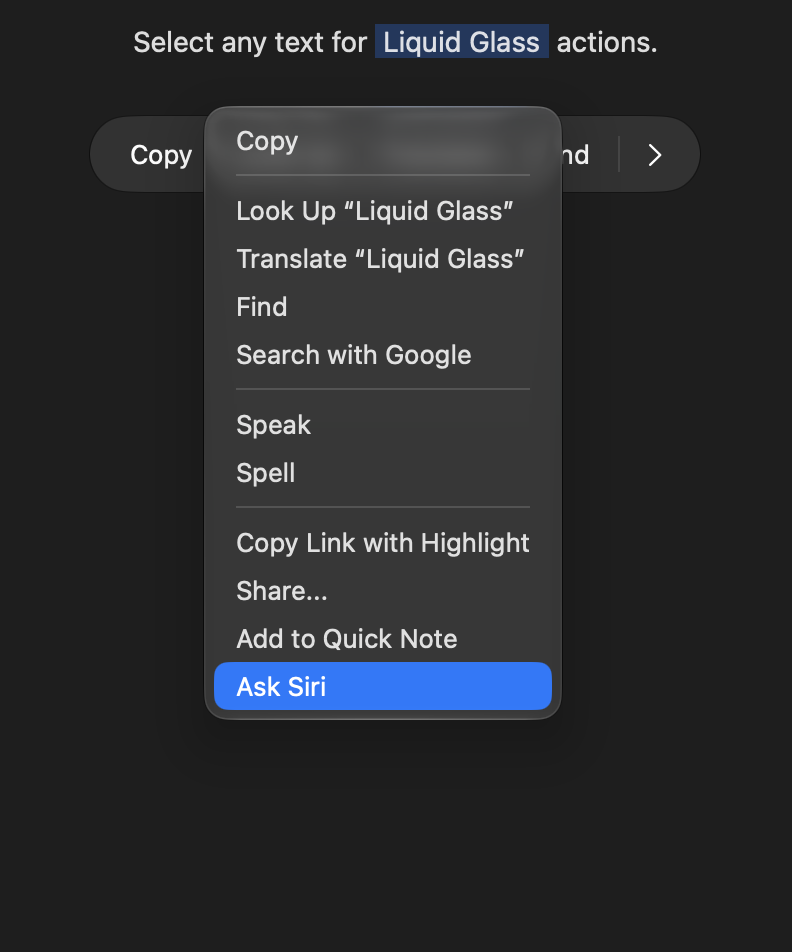 Select any text for Liquid Glass actions.
Copy
Copy
Look Up “Liquid Glass”
Translate “Liquid Glass”
Find
Search with Google
Speak
Spell
Copy Link with Highlight
Share...
Add to Quick Note
Ask Siri